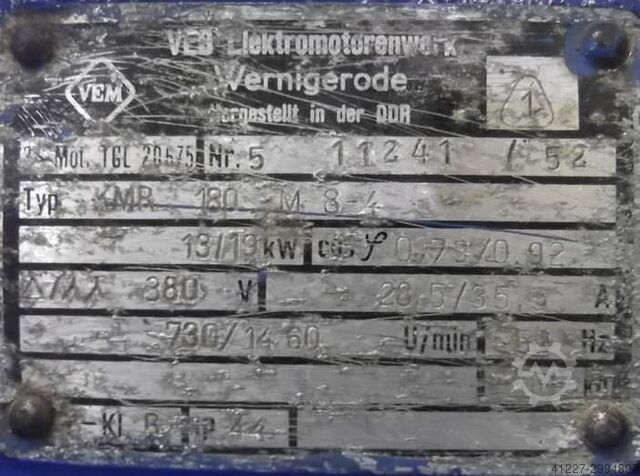 VEB Elektromotorenwerk
Wernigerode
VEM
Hergestellt in der DDR
1
Mot. TGL 20675 Nr. 5 11241 / 52
Typ KMR 180 M 8-4
13/19 kW cos φ 0,79/0,92
△/⅄⅄ 380 V 28,5/35,5 A
730/1460 U/min 50 Hz
-Kl B IP 44
41227-299489